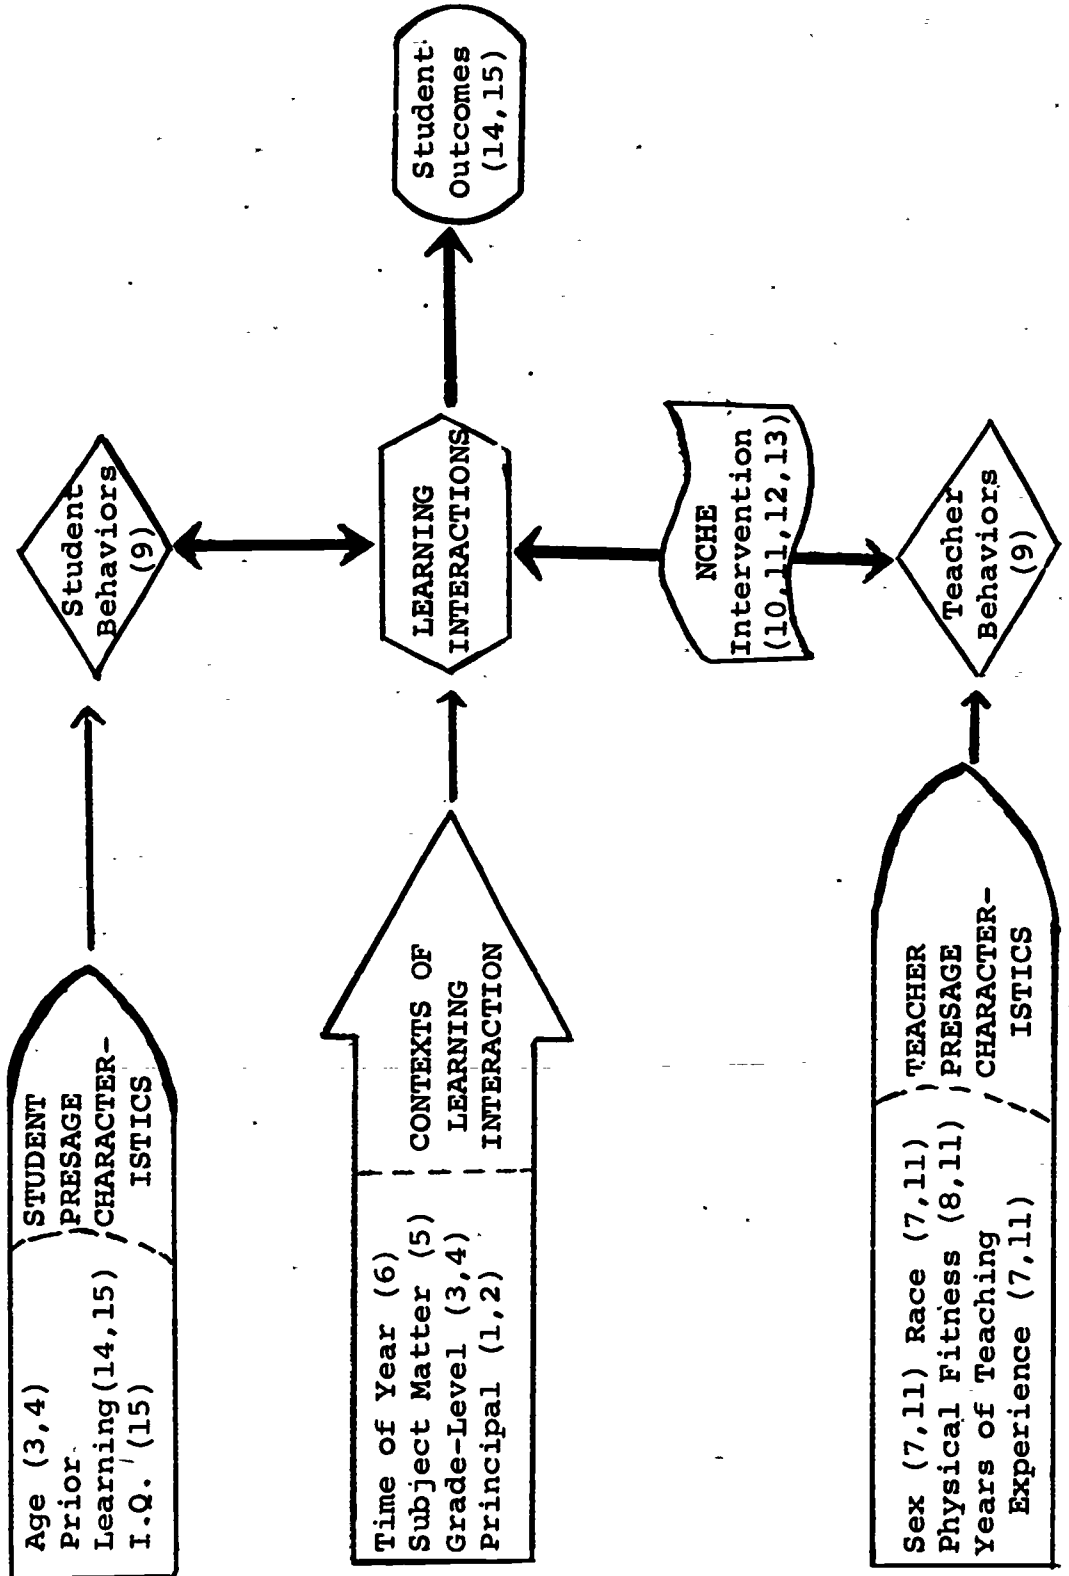 Age (3,4)
Prior
Learning(14,15)
I.Q. (15)
STUDENT
PRESAGE
CHARACTER-
ISTICS
Student
Behaviors
(9)
Time of Year (6)
Subject Matter (5)
Grade-Level (3,4)
Principal (1,2)
CONTEXTS OF
LEARNING
INTERACTION
LEARNING
INTERACTIONS
Student
Outcomes
(14,15)
NCHE
Intervention
(10,11,12,13)
Sex (7,11) Race (7,11)
Physical Fitness (8,11)
Years of Teaching
Experience (7,11)
TEACHER
PRESAGE
CHARACTER-
ISTICS
Teacher
Behaviors
(9)